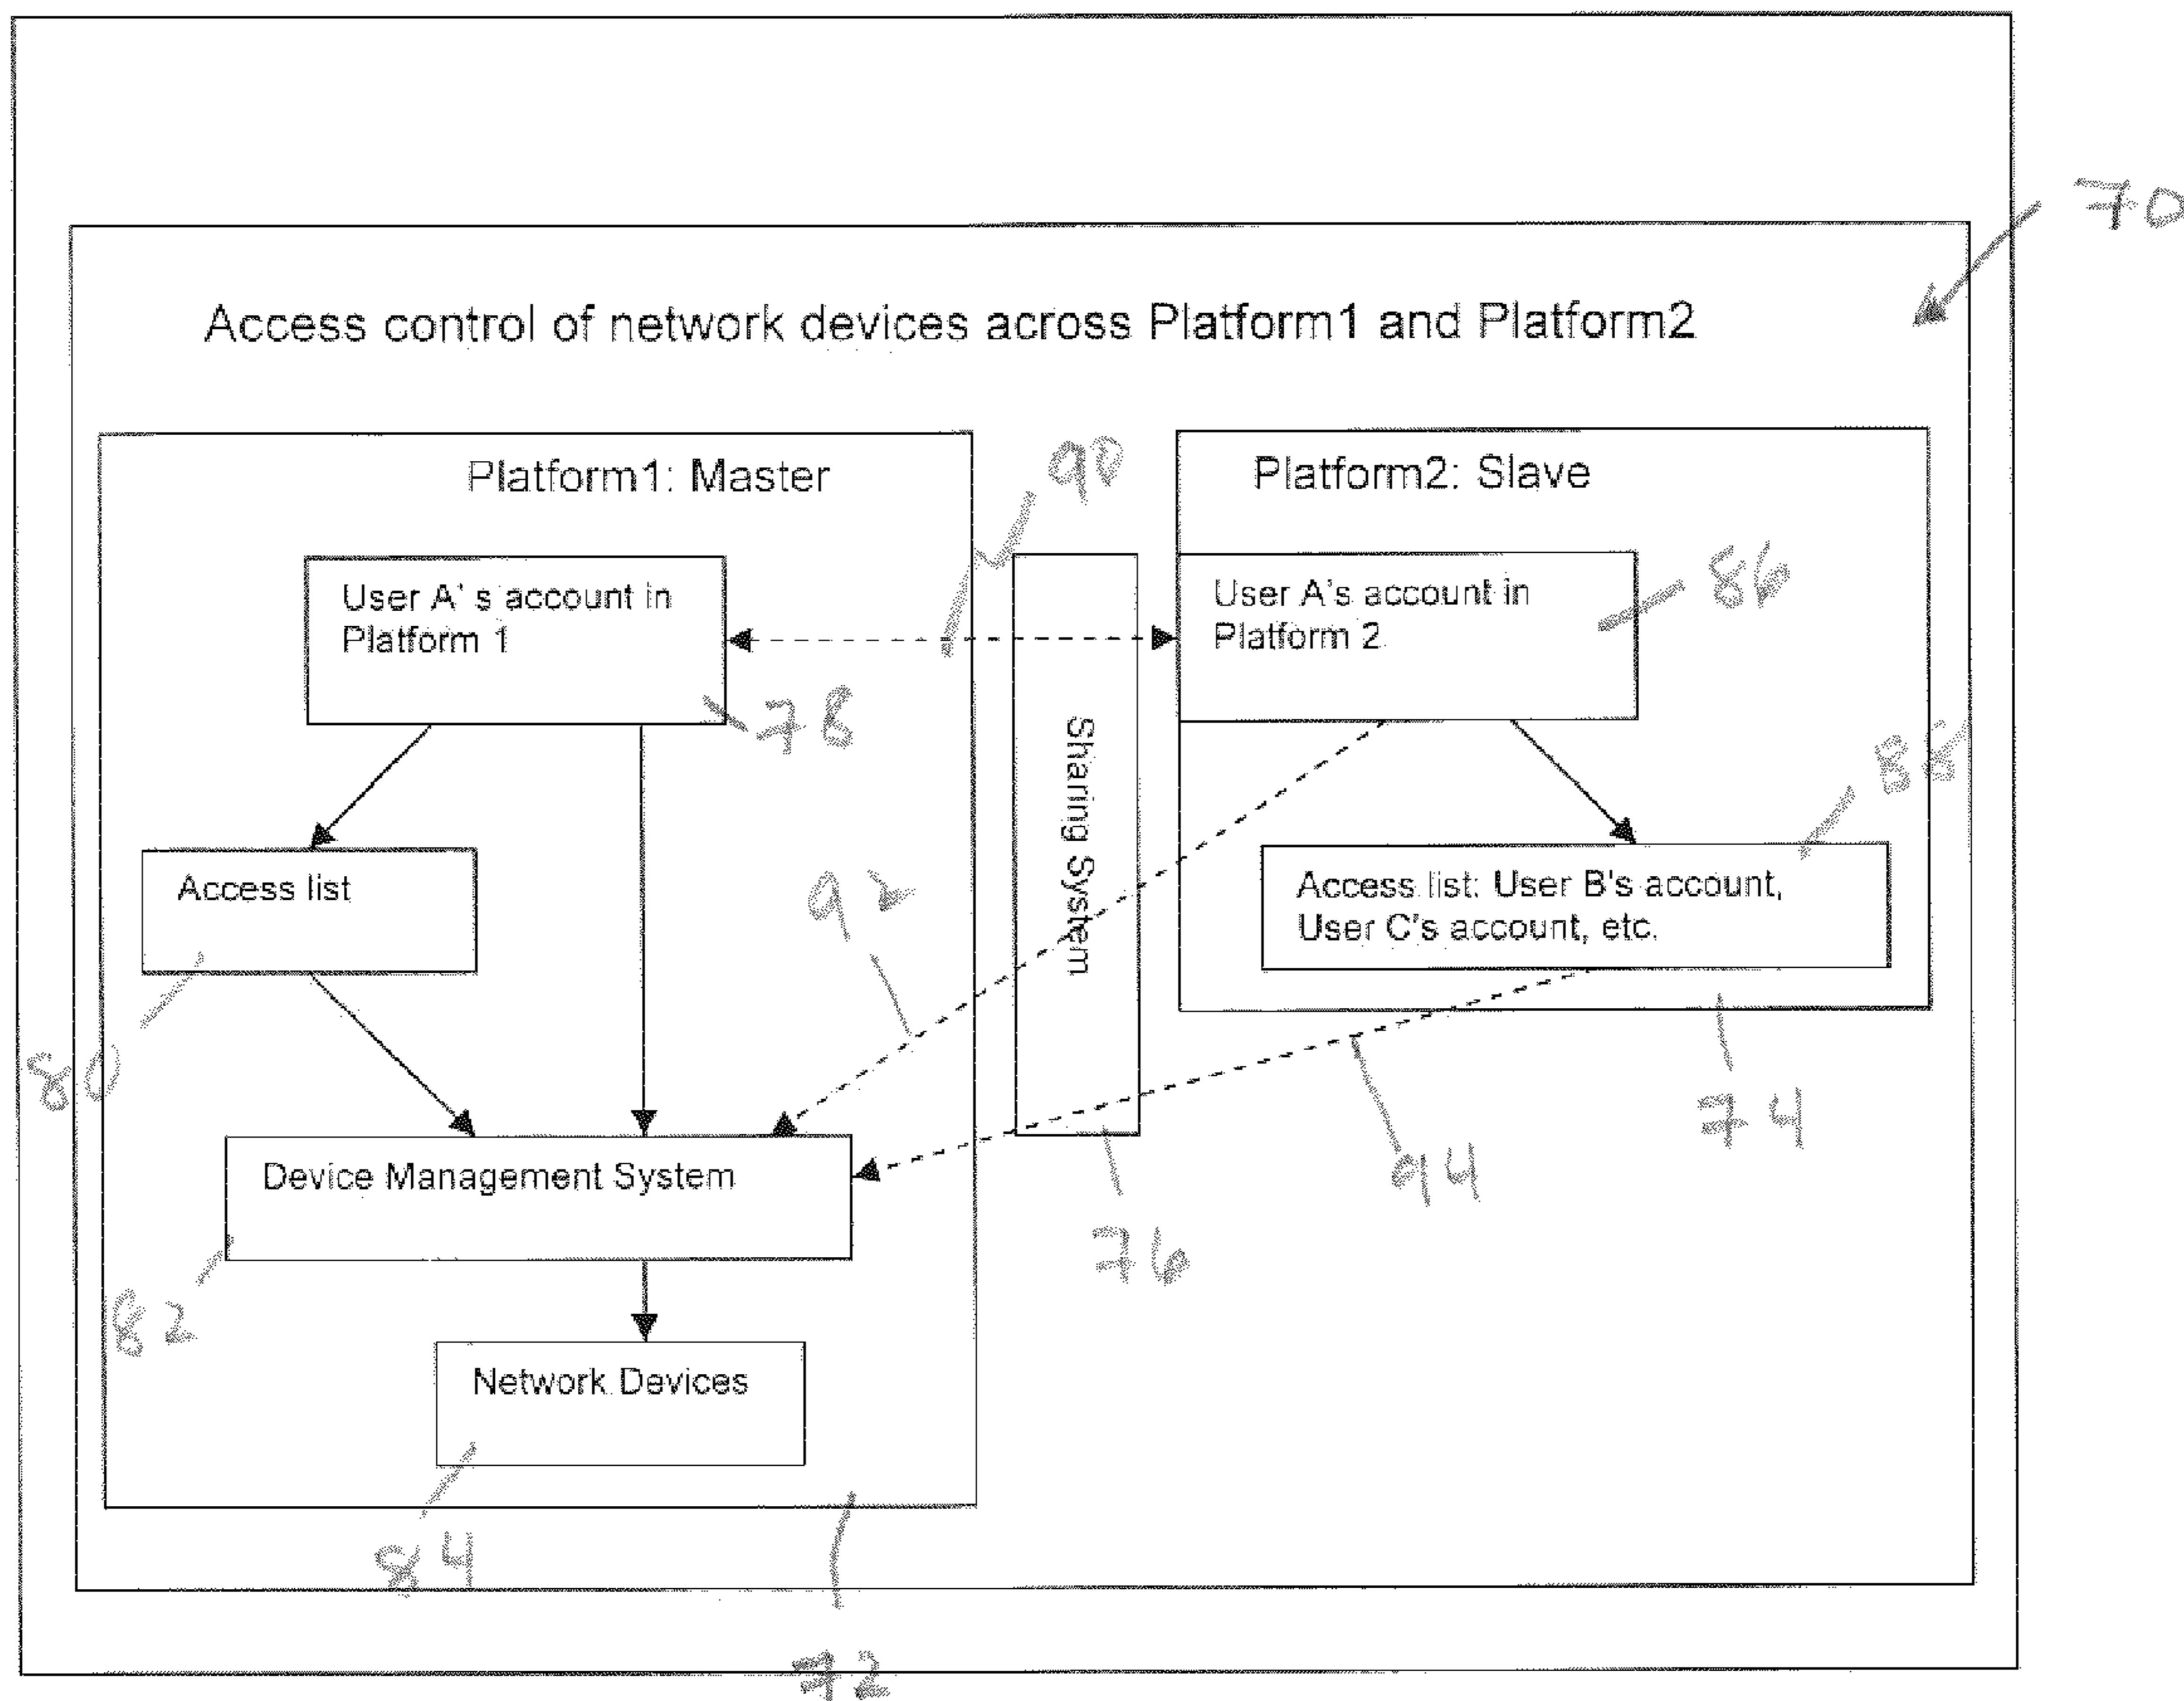 70
Access control of network devices across Platform1 and Platform2
Platform1: Master
90
Platform2: Slave
User A' s account in
Platform 1
78
User A's account in
Platform 2
86
Sharing System
88
Access list
80
92
Access list: User B's account,
User C's account, etc.
74
94
76
Device Management System
82
Network Devices
84
72